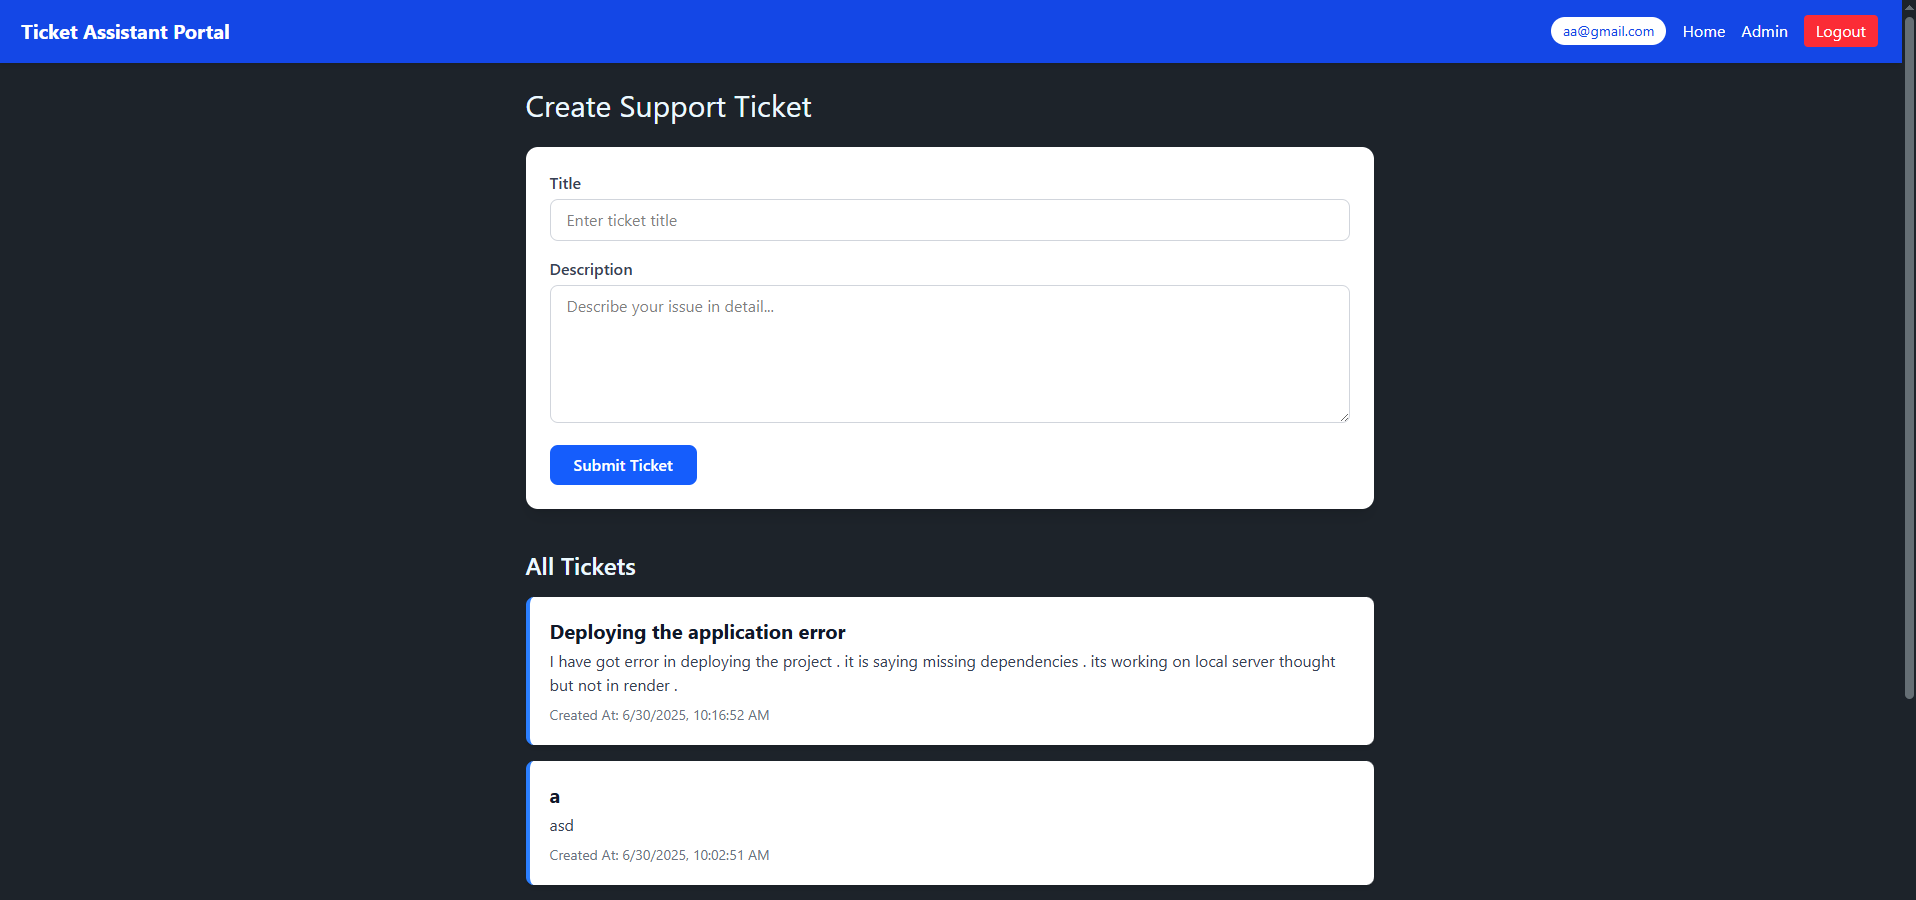 Ticket Assistant Portal
aa@gmail.com
Home
Admin
Logout
Create Support Ticket
Title
Enter ticket title
Description
Describe your issue in detail...
Submit Ticket
All Tickets
Deploying the application error
I have got error in deploying the project . it is saying missing dependencies . its working on local server thought
but not in render .
Created At: 6/30/2025, 10:16:52 AM
a
asd
Created At: 6/30/2025, 10:02:51 AM